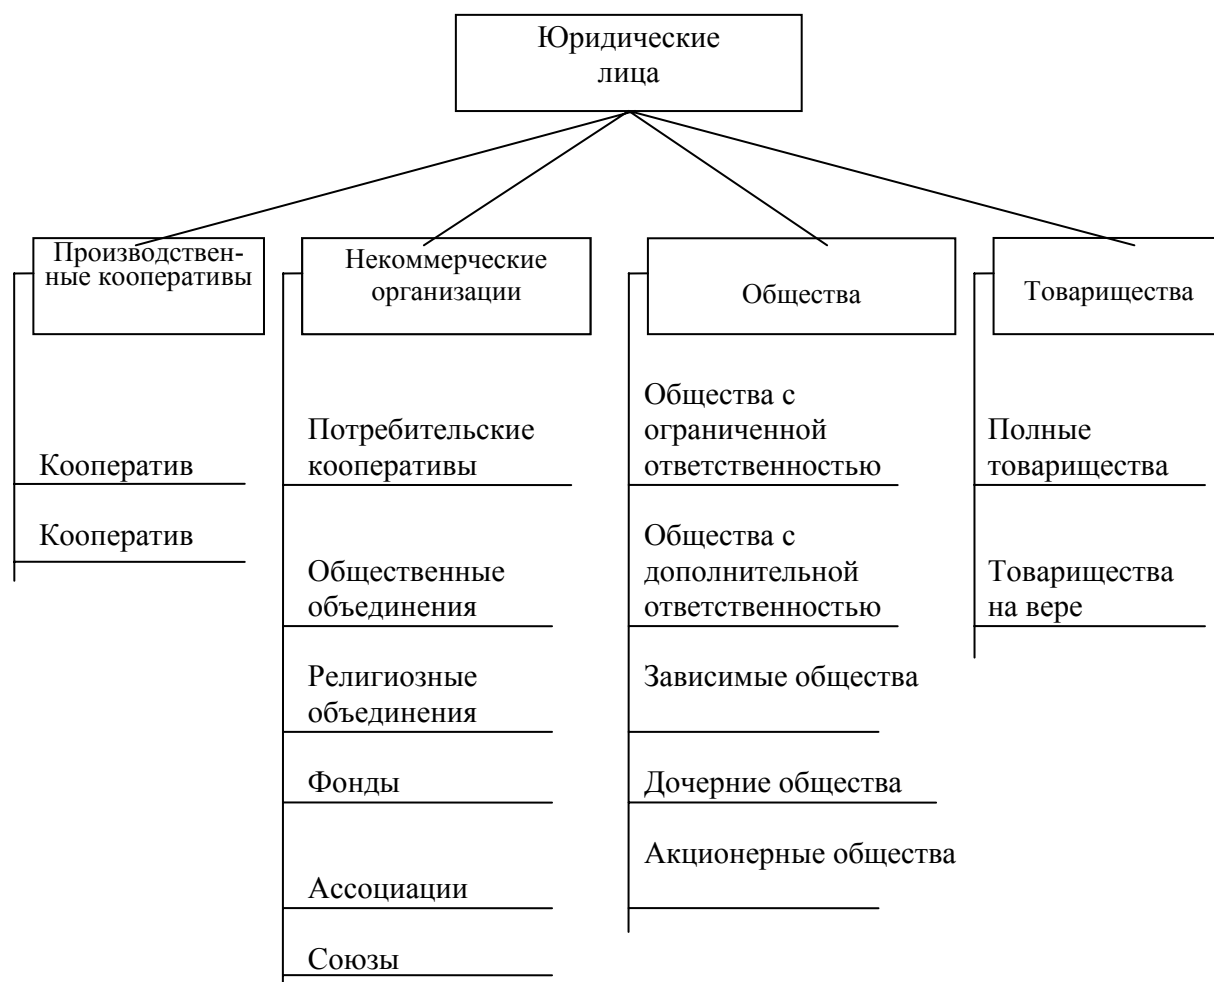 Юридические
лица
Производствен-
ные кооперативы
Кооператив
Кооператив
Некоммерческие
организации
Потребительские
кооперативы
Общественные
объединения
Религиозные
объединения
Фонды
Ассоциации
Союзы
Общества
Общества с
ограниченной
ответственностью
Общества с
дополнительной
ответственностью
Зависимые общества
Дочерние общества
Акционерные общества
Товарищества
Полные
товарищества
Товарищества
на вере